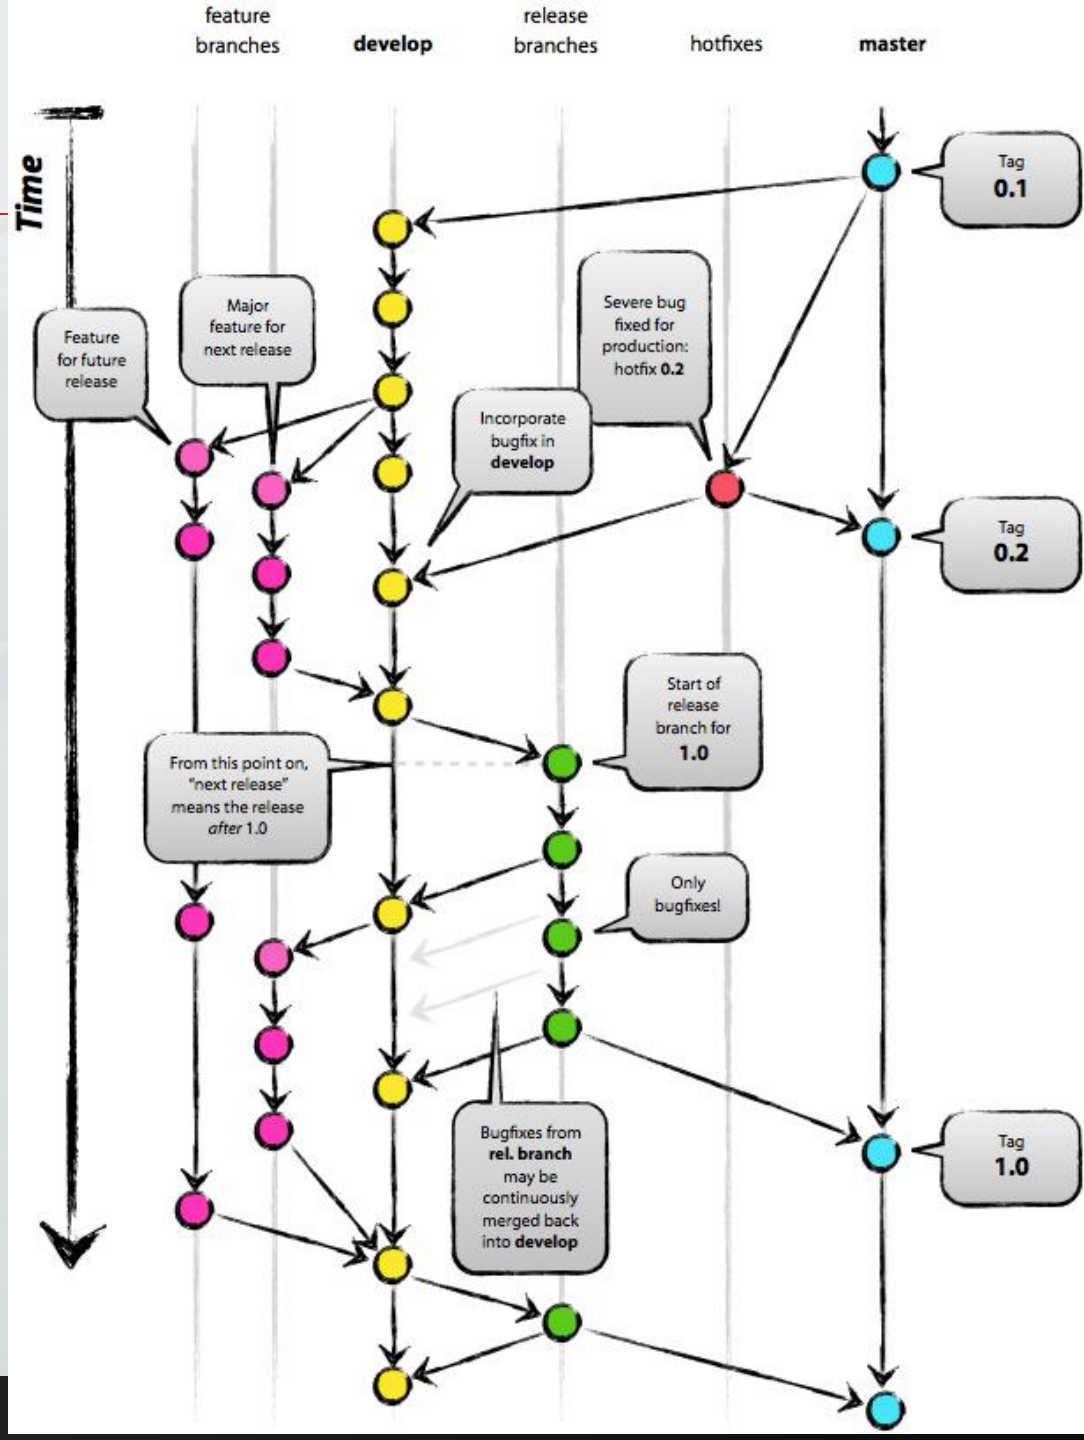 feature
branches
develop
release
branches
hotfixes
master
Time
Tag
0.1
Severe bug
fixed for
production:
hotfix 0.2
Major
feature for
next release
Feature
for future
release
Incorporate
bugfix in
develop
Tag
0.2
Start of
release
branch for
1.0
From this point on,
“next release”
means the release
after 1.0
Only
bugfixes!
Bugfixes from
rel. branch
may be
continuously
merged back
into develop
Tag
1.0